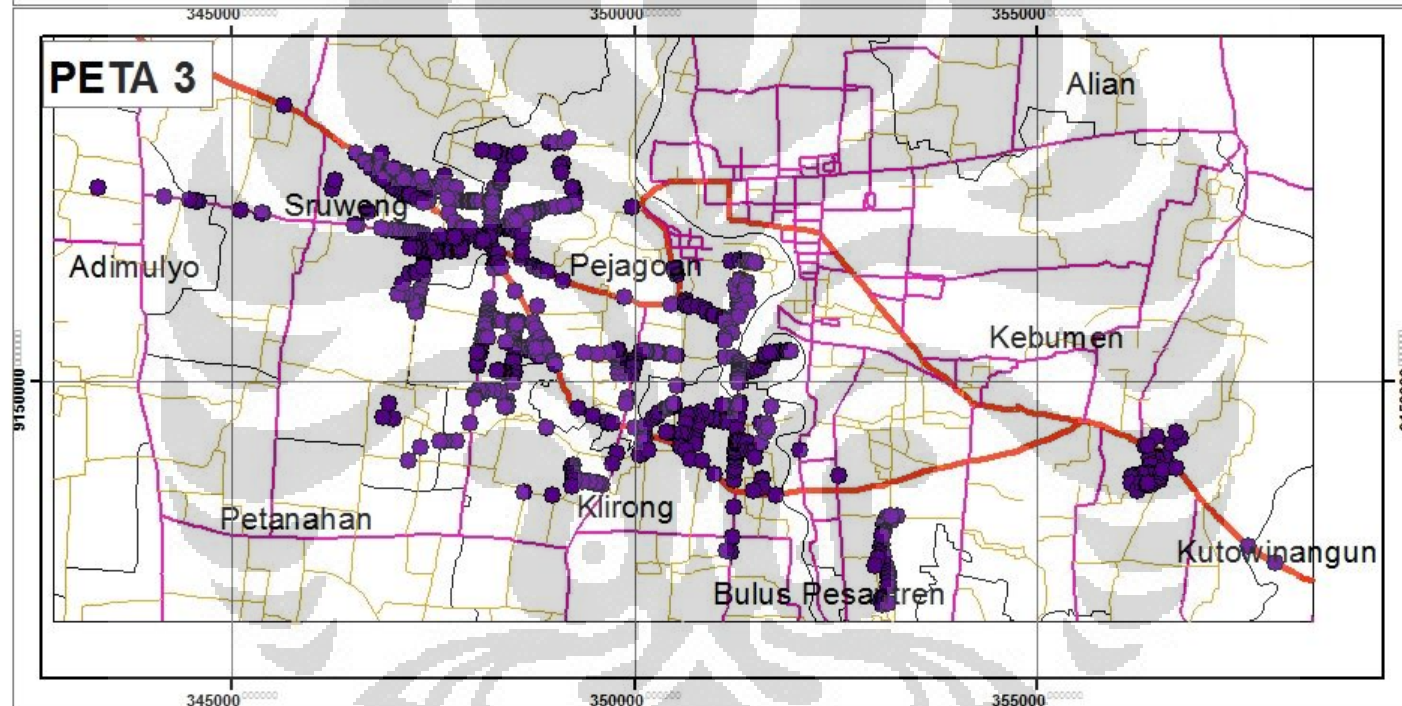 345000 350000 355000
PETA 3
Alian
Sruweng
Adimulyo
Pejagoan
Kebumen
9150000
Petanahan
Klirong
Kutowinangun
Bulus Pesantren
345000 350000 355000